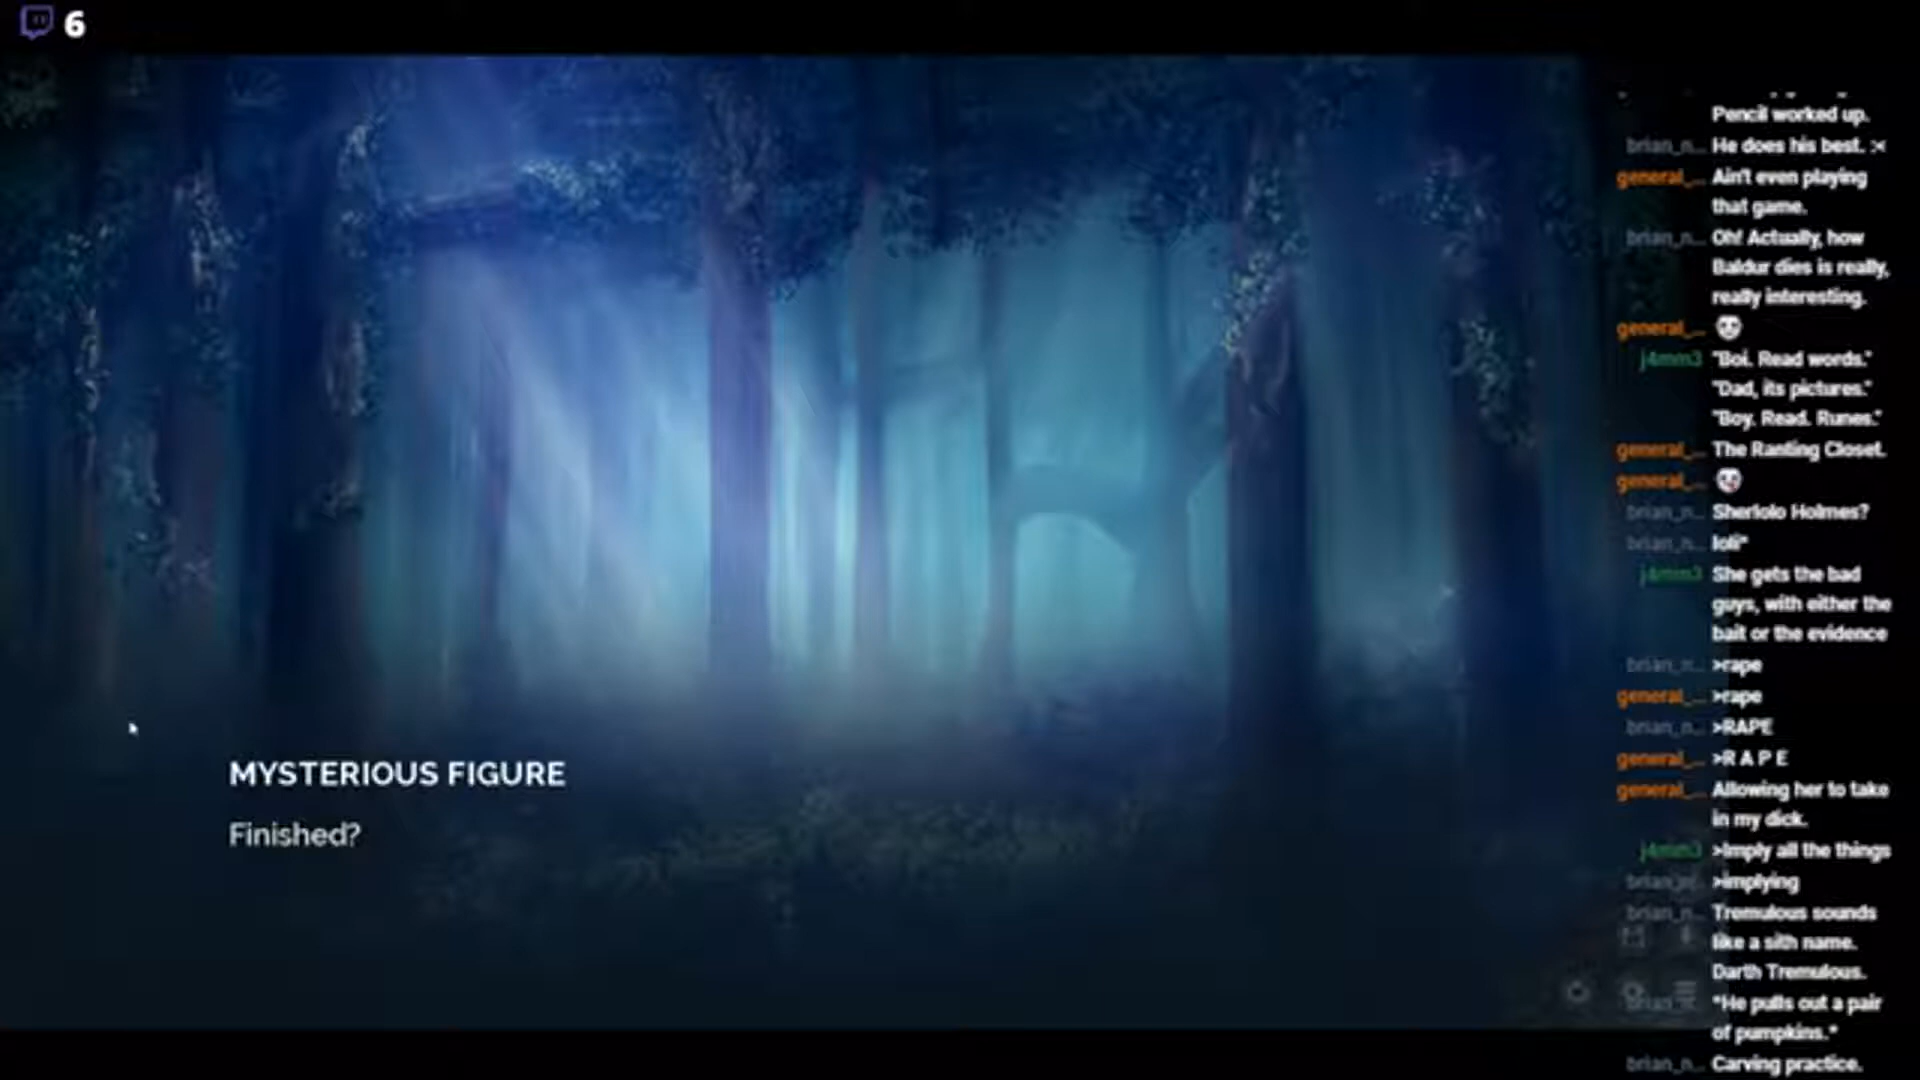 6
Pencil worked up.
brian_n... He does his best. :<
general_... Ain't even playing
that game.
brian_n... Oh! Actually, how
Baldur dies is really,
really interesting.
general_...
j4mm3 "Boi. Read words."
"Dad, its pictures."
"Boy. Read. Runes."
general_... The Ranting Closet.
general_...
brian_n... Sherlolo Holmes?
brian_n... loli*
j4mm3 She gets the bad
guys, with either the
bait or the evidence
brian_n... >rape
general_... >rape
brian_n... >RAPE
general_... >R A P E
general_... Allowing her to take
in my dick.
j4mm3 >Imply all the things
brian_n... >implying
brian_n... Tremulous sounds
like a sith name.
Darth Tremulous.
brian_n... *He pulls out a pair
of pumpkins.*
brian_n... Carving practice.
MYSTERIOUS FIGURE
Finished?